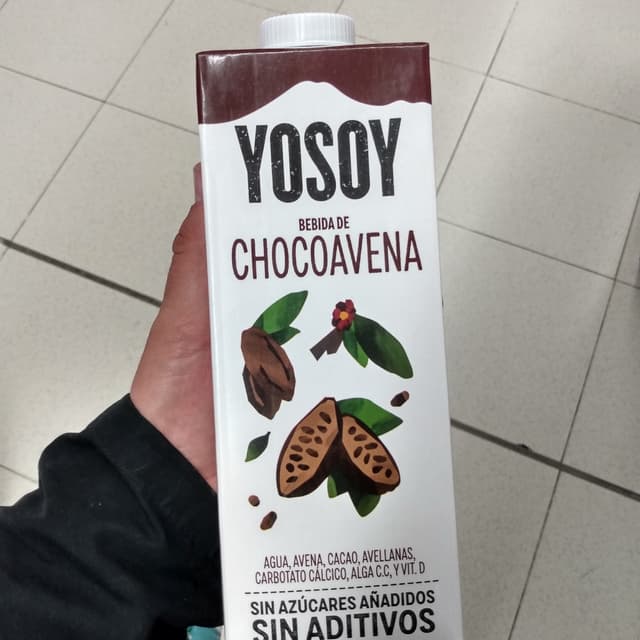 YOSOY
BEBIDA DE
CHOCOAVENA
AGUA, AVENA, CACAO, AVELLANAS,
CARBOTATO CÁLCICO, ALGA C.C, Y VIT. D
SIN AZÚCARES AÑADIDOS
SIN ADITIVOS